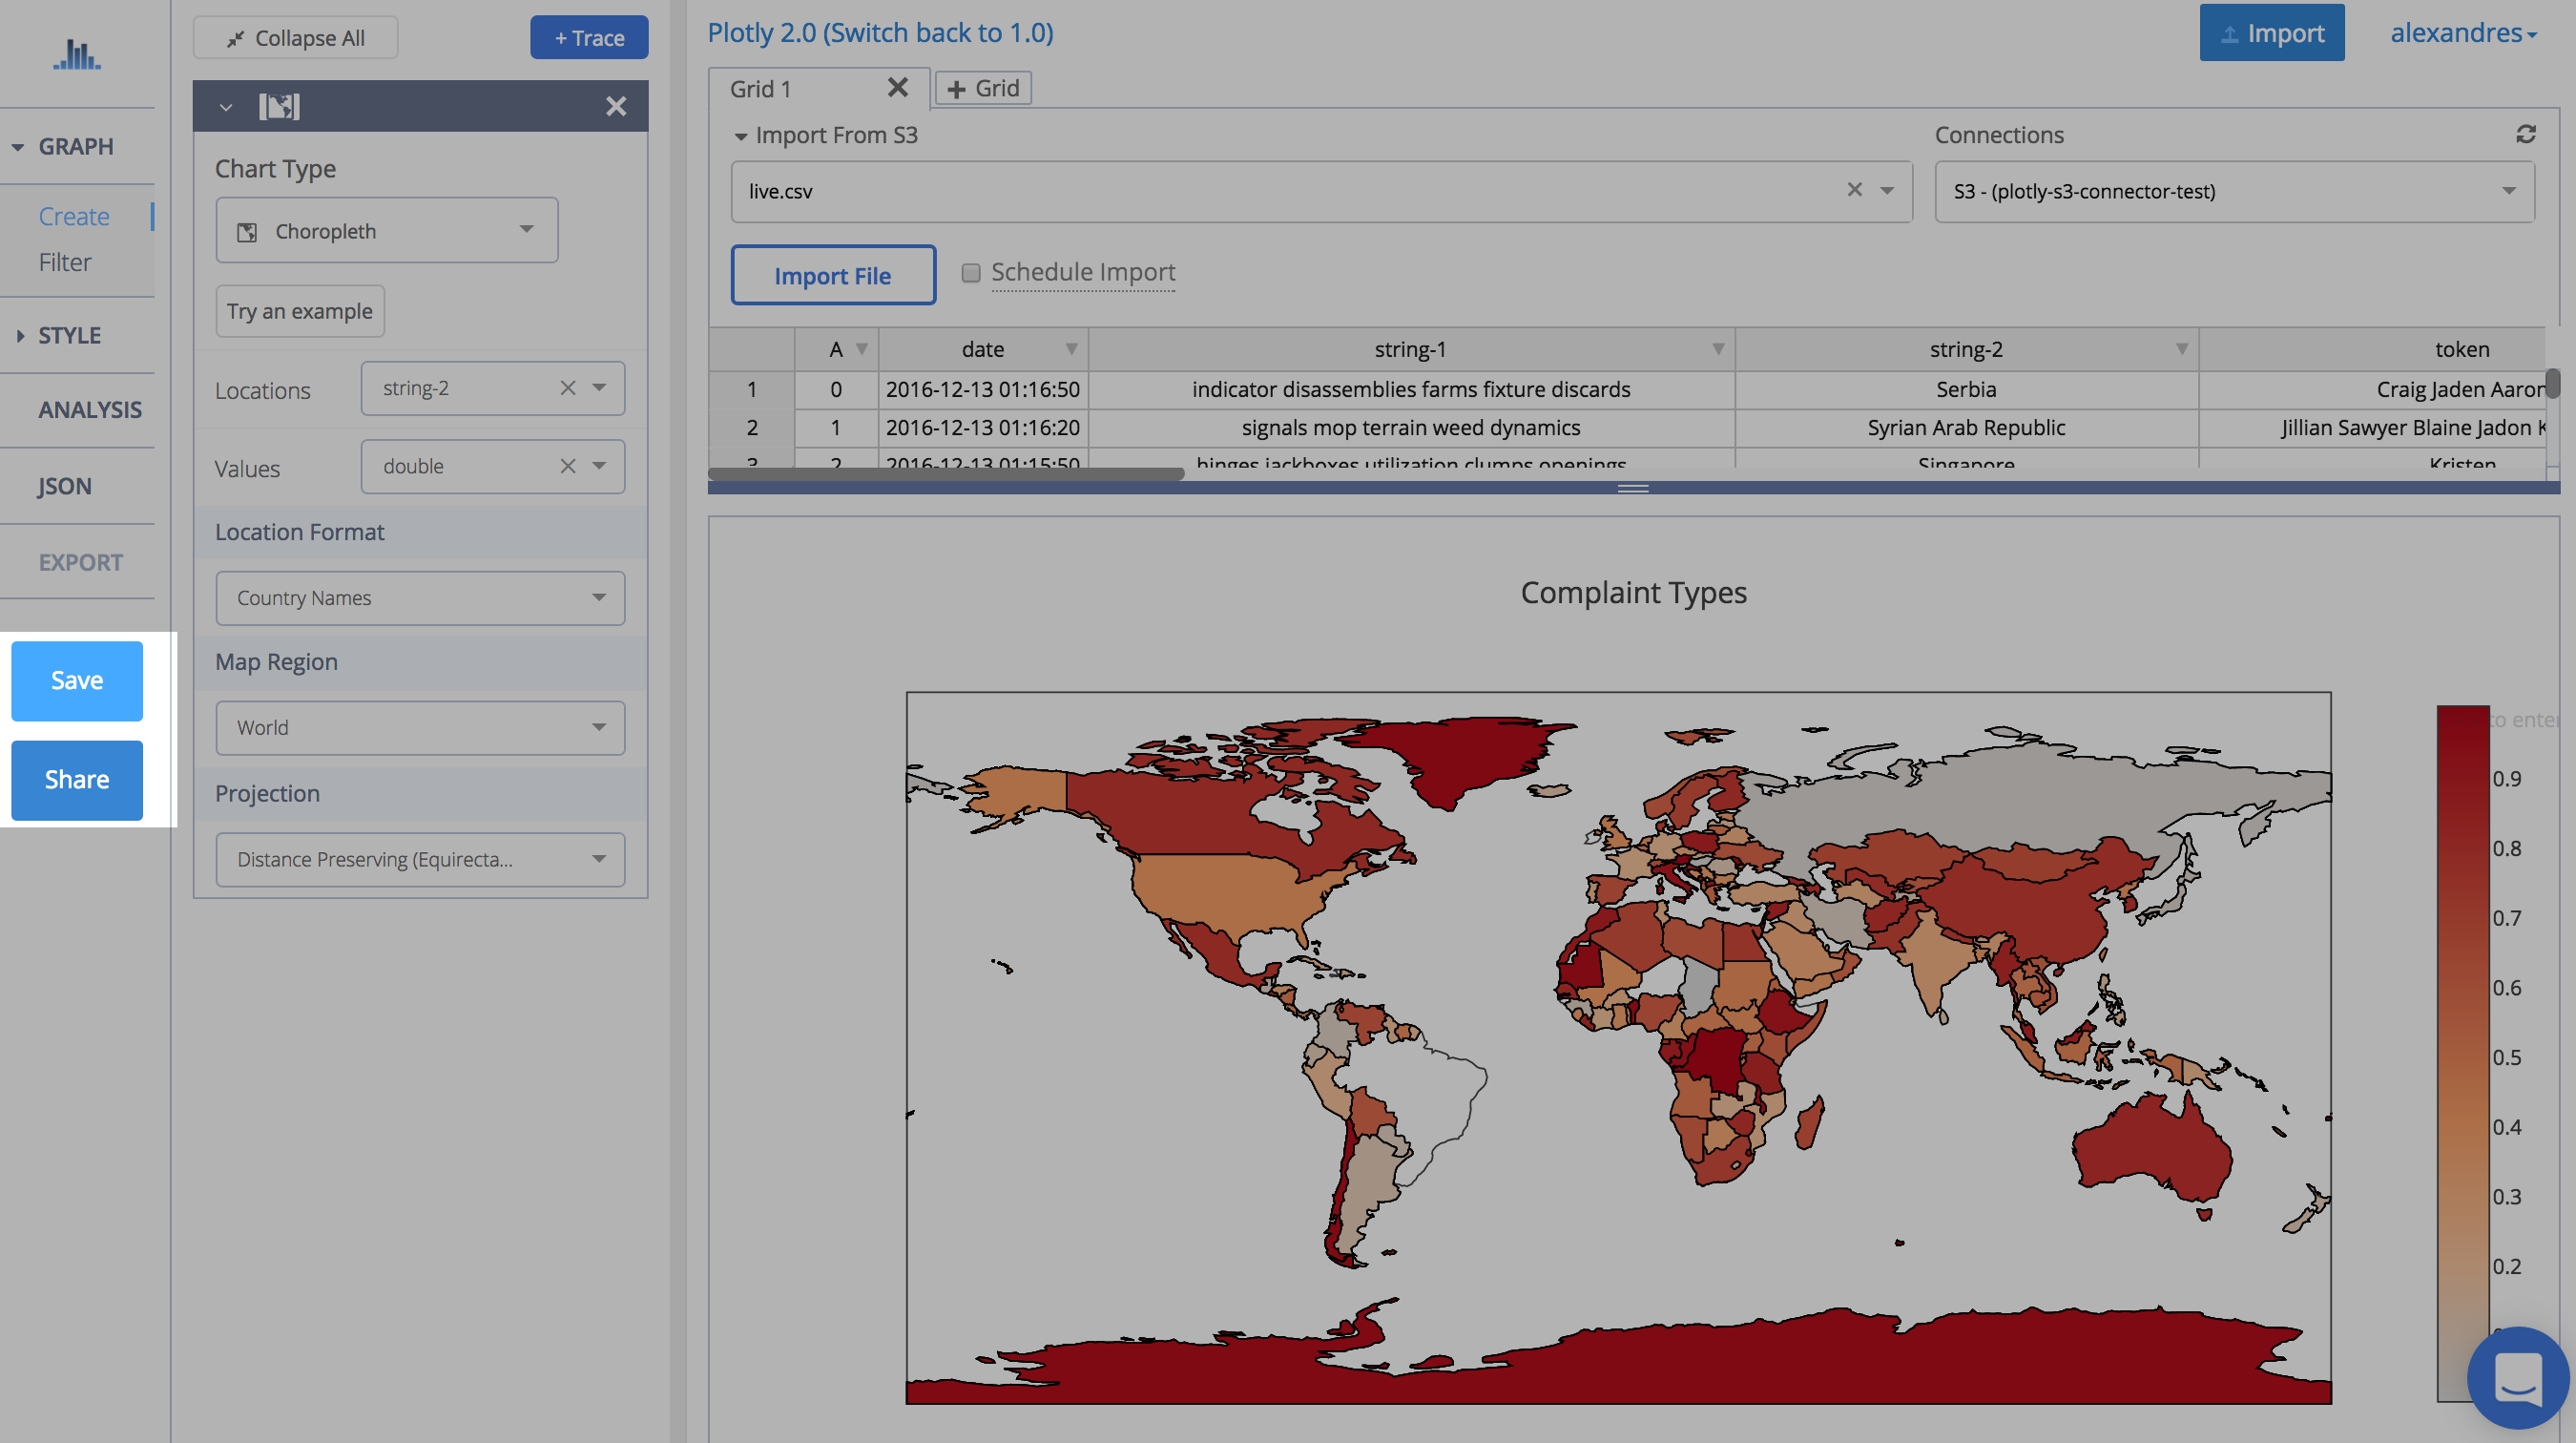 Collapse All
+ Trace
GRAPH
Create
Filter
STYLE
ANALYSIS
JSON
EXPORT
Save
Share
Chart Type
Choropleth
Try an example
Locations
string-2
Values
double
Location Format
Country Names
Map Region
World
Projection
Distance Preserving (Equirecta...
Plotly 2.0 (Switch back to 1.0)
Import
alexandres
Grid 1
+ Grid
Import From S3
Connections
live.csv
S3 - (plotly-s3-connector-test)
Import File
Schedule Import
A date string-1 string-2 token
1 0 2016-12-13 01:16:50 indicator disassemblies farms fixture discards Serbia Craig Jaden Aaron
2 1 2016-12-13 01:16:20 signals mop terrain weed dynamics Syrian Arab Republic Jillian Sawyer Blaine Jadon K
3 2 2016-12-13 01:15:50 hinges jackboxes utilization clumps openings Singapore Kristen
Complaint Types
to enter
0.9
0.8
0.7
0.6
0.5
0.4
0.3
0.2